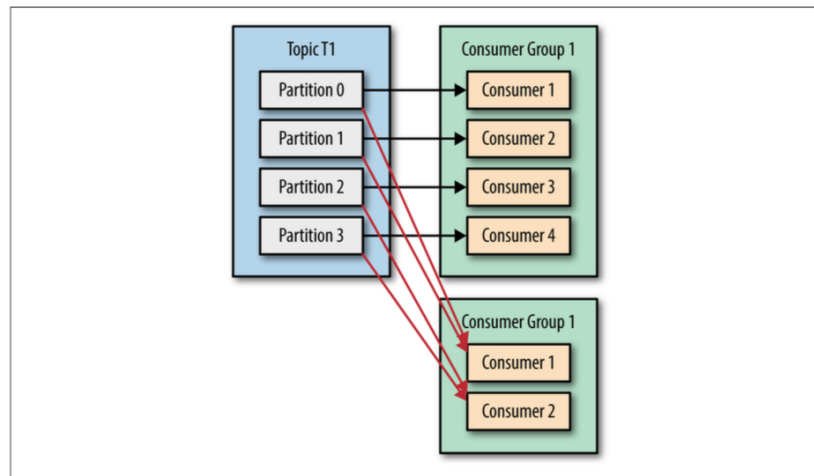 Topic T1
Partition 0
Partition 1
Partition 2
Partition 3
Consumer Group 1
Consumer 1
Consumer 2
Consumer 3
Consumer 4
Consumer Group 1
Consumer 1
Consumer 2